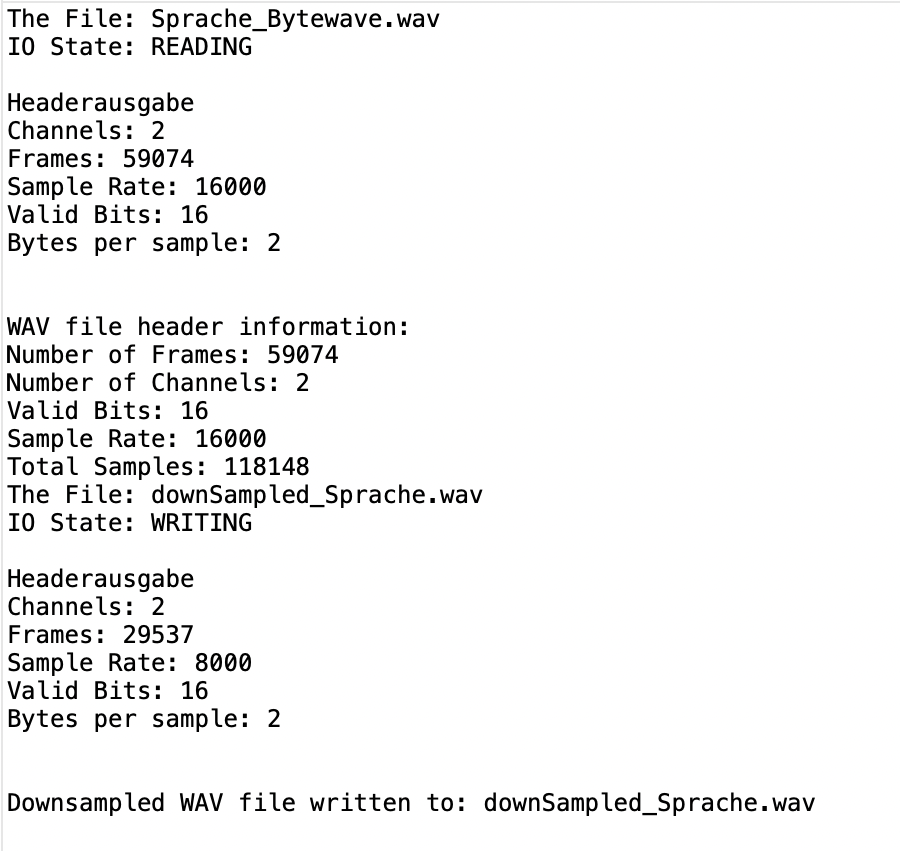 The File: Sprache_Bytewave.wav
IO State: READING
Headerausgabe
Channels: 2
Frames: 59074
Sample Rate: 16000
Valid Bits: 16
Bytes per sample: 2
WAV file header information:
Number of Frames: 59074
Number of Channels: 2
Valid Bits: 16
Sample Rate: 16000
Total Samples: 118148
The File: downSampled_Sprache.wav
IO State: WRITING
Headerausgabe
Channels: 2
Frames: 29537
Sample Rate: 8000
Valid Bits: 16
Bytes per sample: 2
Downsampled WAV file written to: downSampled_Sprache.wav